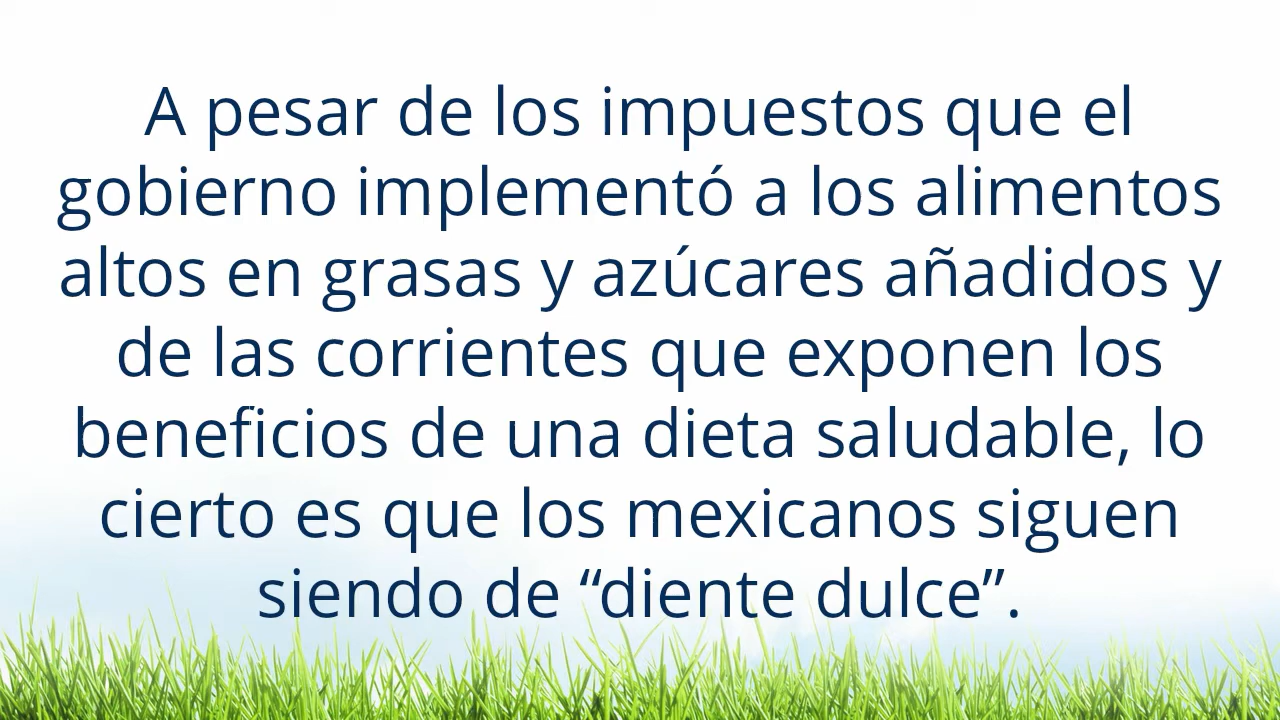 A pesar de los impuestos que el
gobierno implementó a los alimentos
altos en grasas y azúcares añadidos y
de las corrientes que exponen los
beneficios de una dieta saludable, lo
cierto es que los mexicanos siguen
siendo de “diente dulce”.